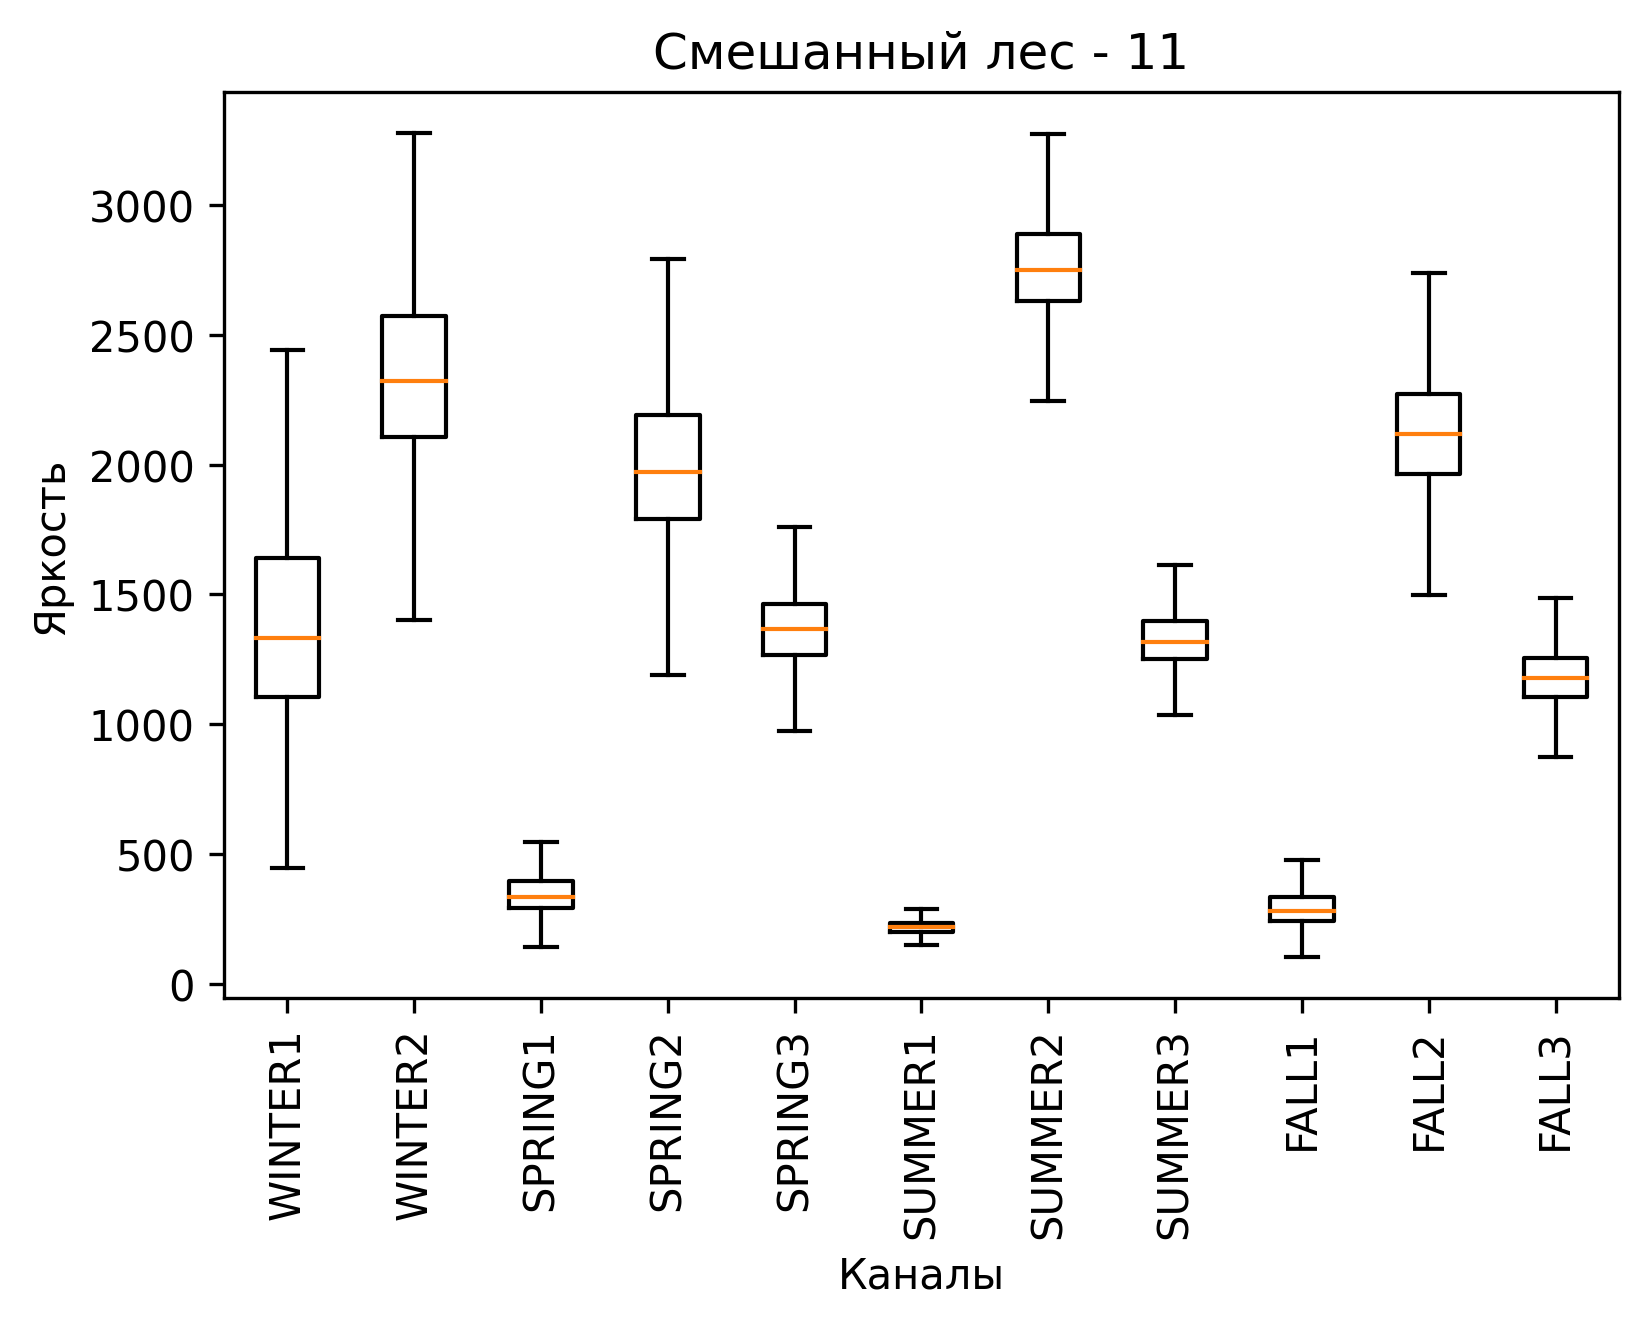 Смешанный лес - 11
Яркость
3000
2500
2000
1500
1000
500
0
WINTER1
WINTER2
SPRING1
SPRING2
SPRING3
SUMMER1
SUMMER2
SUMMER3
FALL1
FALL2
FALL3
Каналы